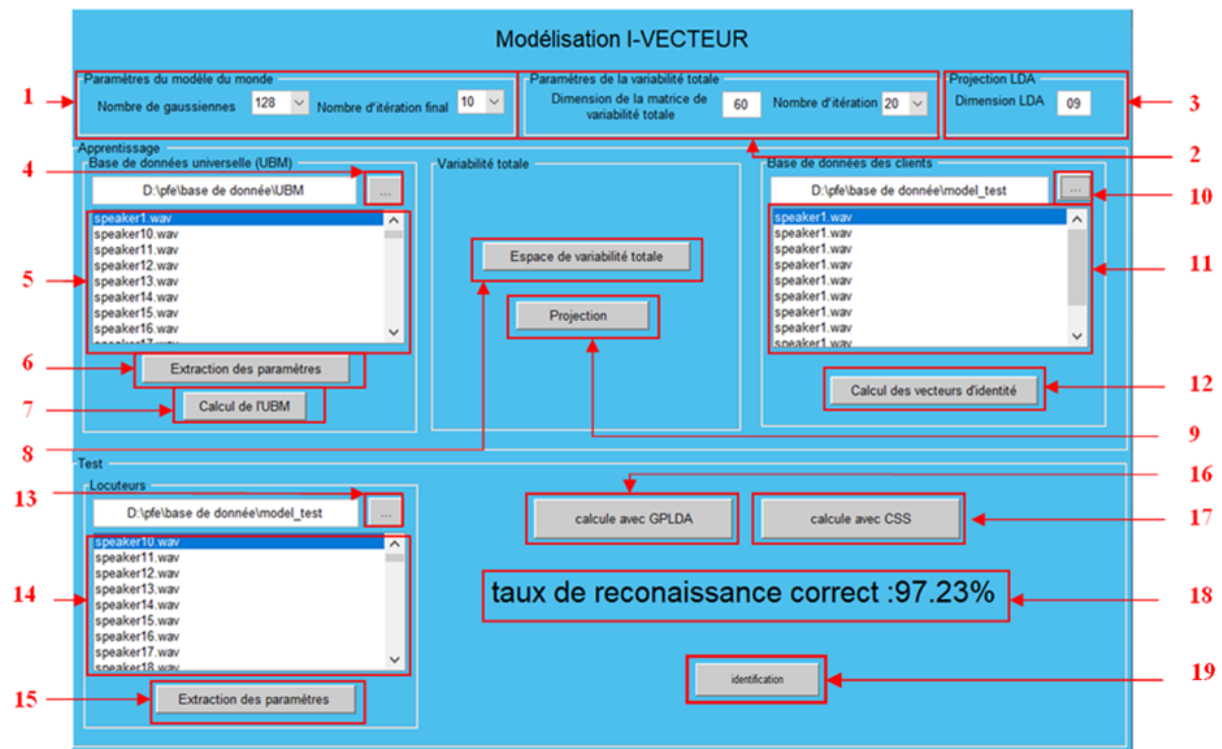 Modélisation I-VECTEUR
Paramètres du modèle du monde
Nombre de gaussiennes 128 Nombre d'itération final 10
Paramètres de la variabilité totale
Dimension de la matrice de variabilité totale 60 Nombre d'itération 20
Projection LDA
Dimension LDA 09
1
2
3
Apprentissage
Base de données universelle (UBM)
D:\pfe\base de donnée\UBM ...
4
speaker1.wav
speaker10.wav
speaker11.wav
speaker12.wav
speaker13.wav
speaker14.wav
speaker15.wav
speaker16.wav
speaker17.wav
5
Extraction des paramètres
6
Calcul de l'UBM
7
Variabilité totale
Espace de variabilité totale
8
Projection
9
Base de données des clients
D:\pfe\base de donnée\model_test ...
10
speaker1.wav
speaker1.wav
speaker1.wav
speaker1.wav
speaker1.wav
speaker1.wav
speaker1.wav
speaker1.wav
speaker1.wav
11
Calcul des vecteurs d'identité
12
Test
Locuteurs
D:\pfe\base de donnée\model_test ...
13
speaker10.wav
speaker11.wav
speaker12.wav
speaker13.wav
speaker14.wav
speaker15.wav
speaker16.wav
speaker17.wav
speaker18.wav
14
Extraction des paramètres
15
calcule avec GPLDA
16
calcule avec CSS
17
taux de reconaissance correct :97.23%
18
identification
19